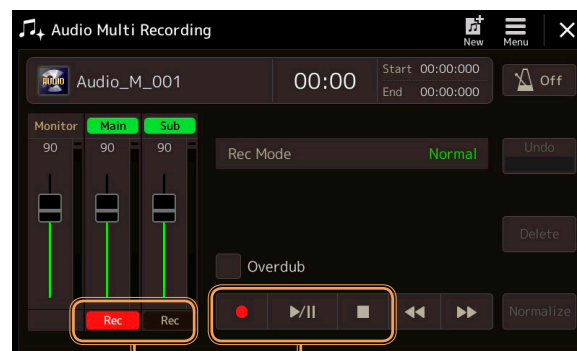 Audio Multi Recording
New
Menu
Audio_M_001
00:00
Start 00:00:000
End 00:00:000
Off
Monitor Main Sub
90 90 90
Rec Mode Normal
Undo
Delete
Overdub
Rec Rec
Normalize